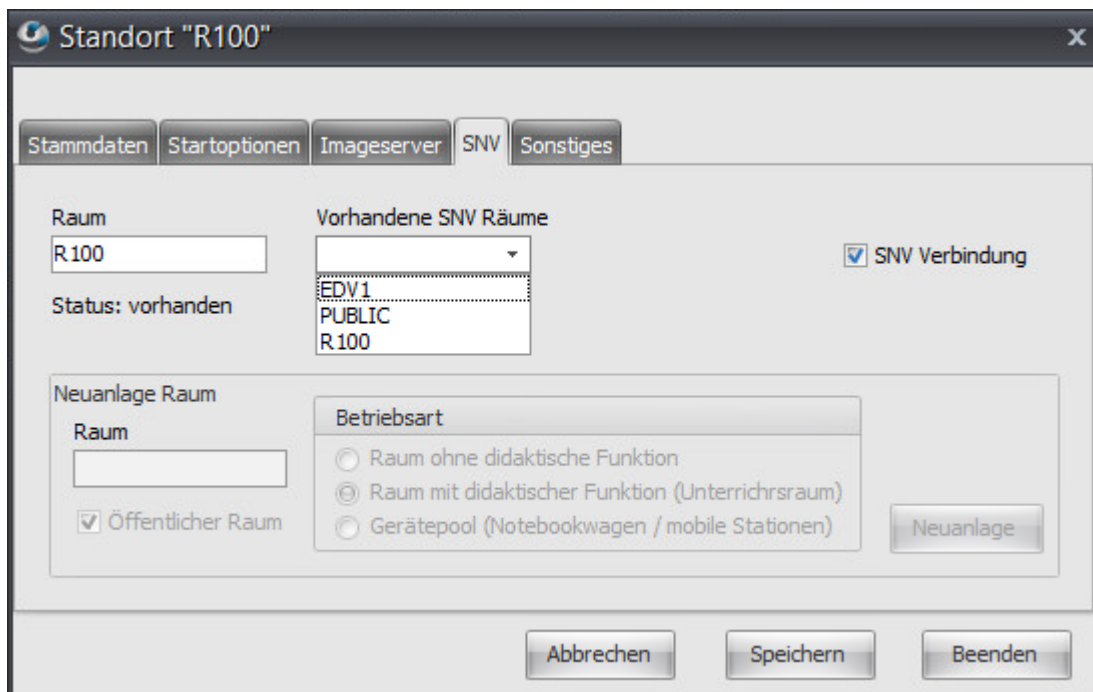 Standort "R100"
x
Stammdaten Startoptionen Imageserver SNV Sonstiges
Raum Vorhandene SNV Räume
R100
SNV Verbindung
Status: vorhanden
EDV1
PUBLIC
R100
Neuanlage Raum
Raum
Öffentlicher Raum
Betriebsart
Raum ohne didaktische Funktion
Raum mit didaktischer Funktion (Unterrichrsraum)
Gerätepool (Notebookwagen / mobile Stationen)
Neuanlage
Abbrechen Speichern Beenden